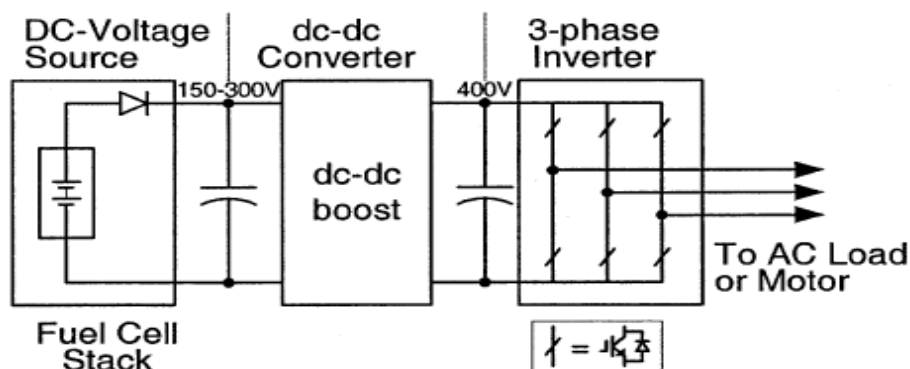 DC-Voltage
Source
dc-dc
Converter
3-phase
Inverter
150-300V
400V
dc-dc
boost
To AC Load
or Motor
Fuel Cell
Stack
=